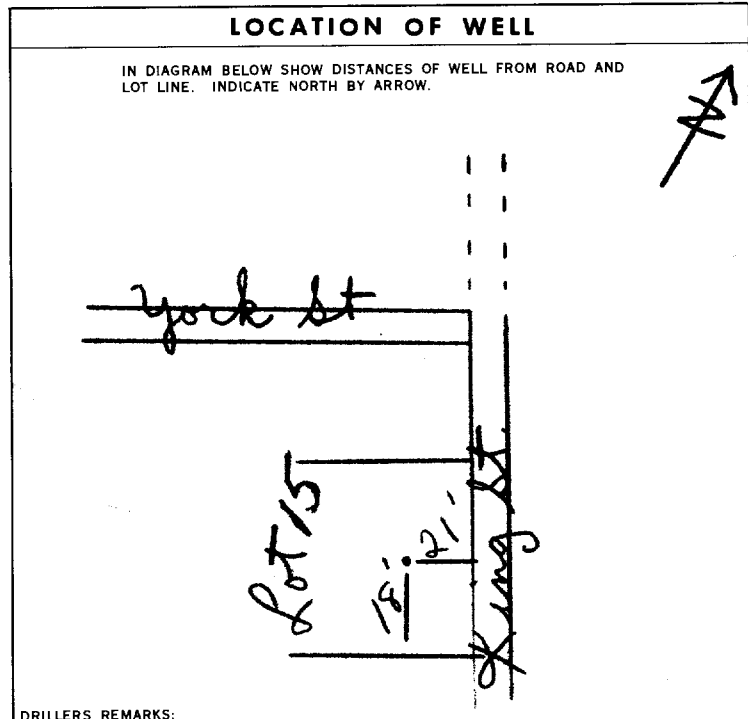 LOCATION OF WELL
IN DIAGRAM BELOW SHOW DISTANCES OF WELL FROM ROAD AND
LOT LINE. INDICATE NORTH BY ARROW.
N
York St
Lot 15
21'
18'
King St.
DRILLERS REMARKS: